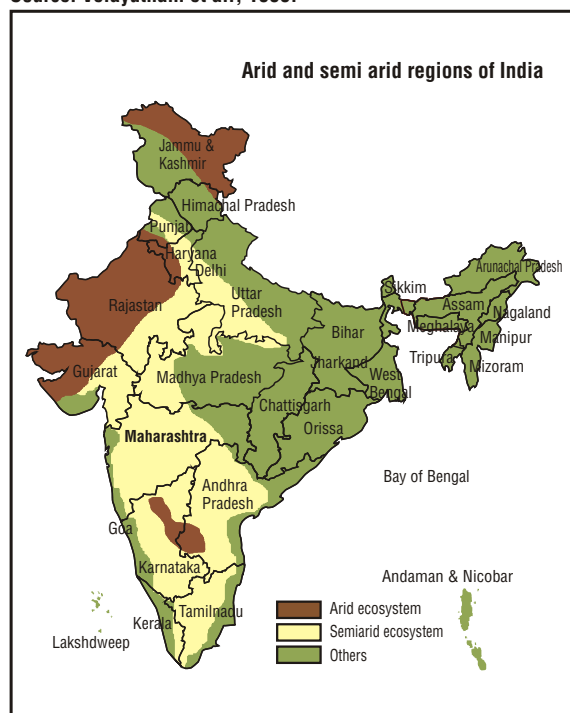 Arid and semi arid regions of India
Jammu &
Kashmir
Himachal Pradesh
Punjab
Haryana
Delhi
Rajastan
Uttar
Pradesh
Sikkim
Arunachal Pradesh
Assam
Nagaland
Meghalaya
Manipur
Tripura
Mizoram
Bihar
Gujarat
Madhya Pradesh
Jharkand
West
Bengal
Chattisgarh
Orissa
Maharashtra
Andhra
Pradesh
Bay of Bengal
Goa
Karnataka
Andaman & Nicobar
Kerala
Tamilnadu
Lakshdweep
Arid ecosystem
Semiarid ecosystem
Others